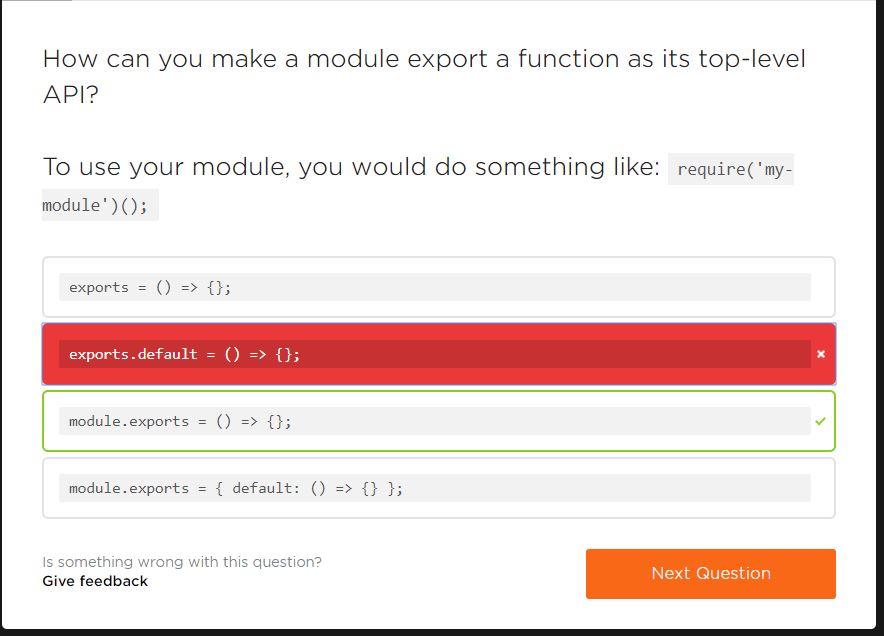 How can you make a module export a function as its top-level
API?
To use your module, you would do something like: require('my-
module')();
exports = () => {};
exports.default = () => {};
module.exports = () => {};
module.exports = { default: () => {} };
Is something wrong with this question?
Give feedback
Next Question